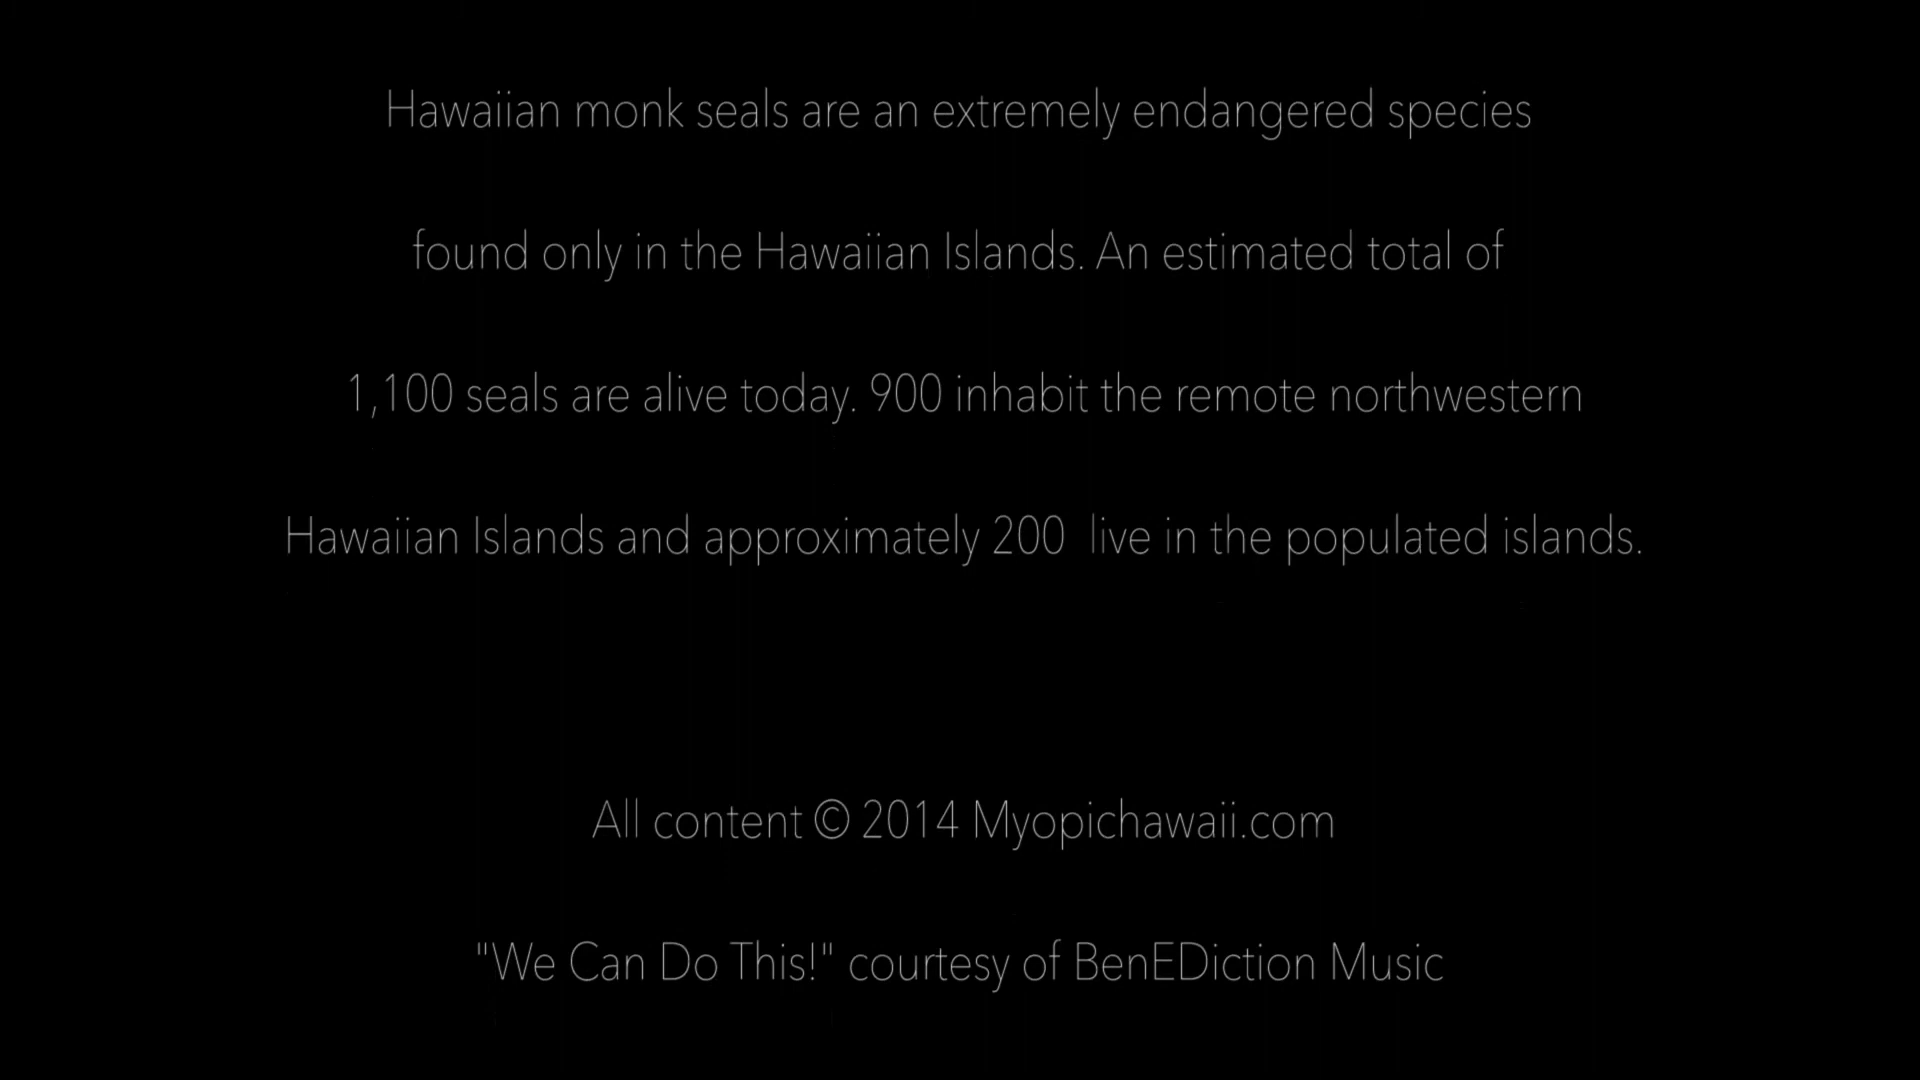 Hawaiian monk seals are an extremely endangered species
found only in the Hawaiian Islands. An estimated total of
1,100 seals are alive today. 900 inhabit the remote northwestern
Hawaiian Islands and approximately 200  live in the populated islands.
All content © 2014 Myopichawaii.com
"We Can Do This!" courtesy of BenEDiction Music